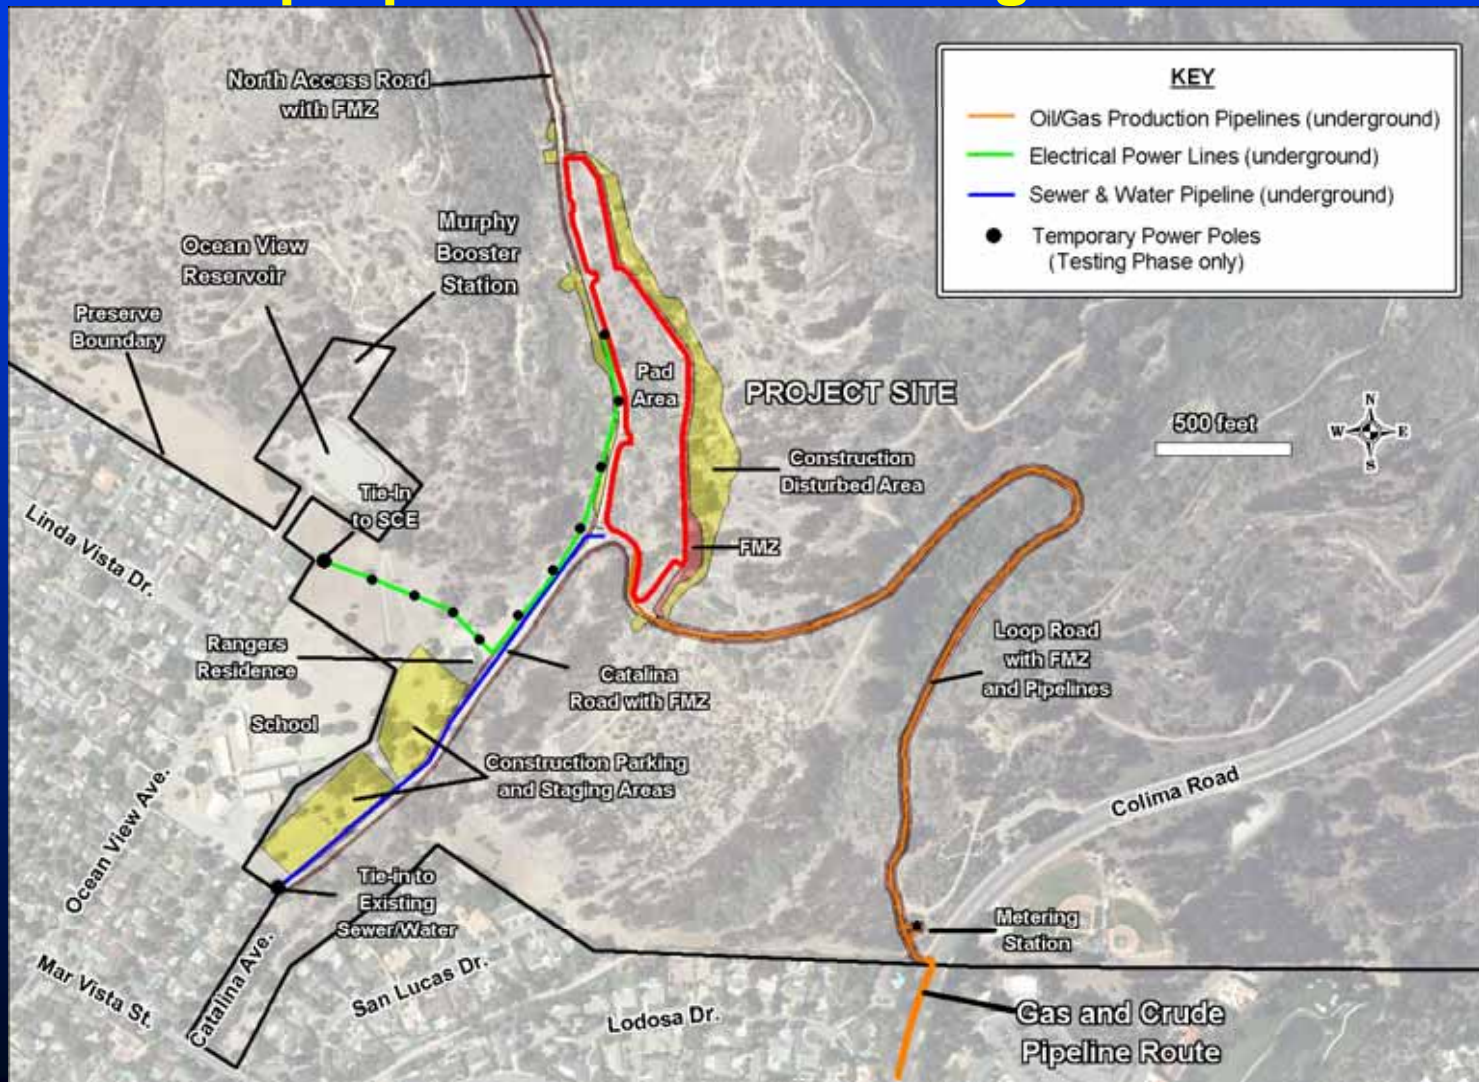 KEY
Oil/Gas Production Pipelines (underground)
Electrical Power Lines (underground)
Sewer & Water Pipeline (underground)
Temporary Power Poles
(Testing Phase only)
North Access Road
with FMZ
Murphy
Booster
Station
Ocean View
Reservoir
Preserve
Boundary
Pad
Area
PROJECT SITE
500 feet
N
W
E
S
Construction
Disturbed Area
Tie-In
to SCE
Linda Vista Dr.
FMZ
Rangers
Residence
Catalina
Road with FMZ
Loop Road
with FMZ
and Pipelines
School
Construction Parking
and Staging Areas
Colima Road
Ocean View Ave.
Tie-in to
Existing
Sewer/Water
Metering
Station
Mar Vista St.
Catalina Ave.
San Lucas Dr.
Lodosa Dr.
Gas and Crude
Pipeline Route